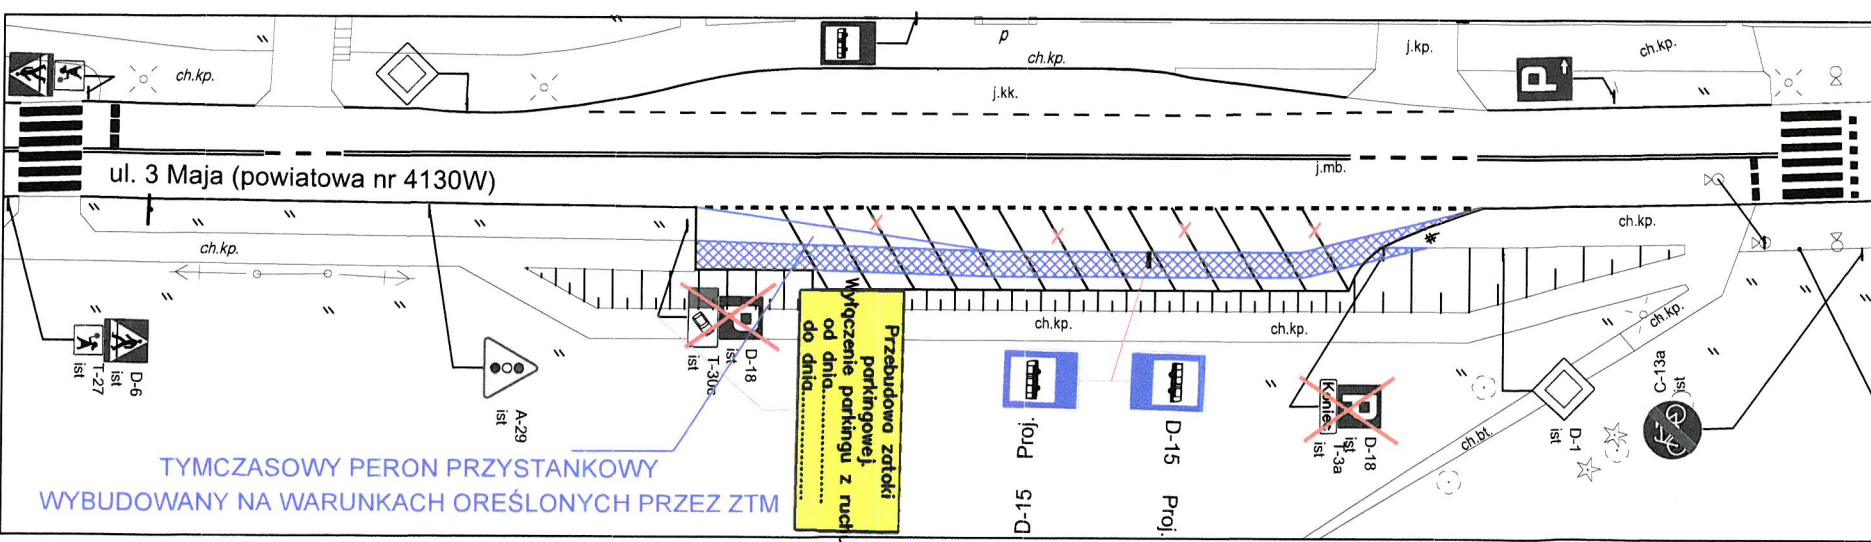 p
ch.kp.
ch.kp.
j.kp.
ch.kp.
j.kk.
P
j.mb.
ul. 3 Maja (powiatowa nr 4130W)
ch.kp.
ch.kp.
ch.kp.
ch.kp.
ch.kp.
ch.bt.
D-6
ist
T-27
ist
A-29
ist
D-18
ist
T-30c
ist
Przebudowa zatoki
parkingowej.
Wyłączenie parkingu z ruchu
od dnia
do dnia
D-15 Proj.
D-15 Proj.
P
Koniec
D-18
ist
T-3a
ist
D-1
ist
C-13a
ist
TYMCZASOWY PERON PRZYSTANKOWY
WYBUDOWANY NA WARUNKACH OREŚLONYCH PRZEZ ZTM